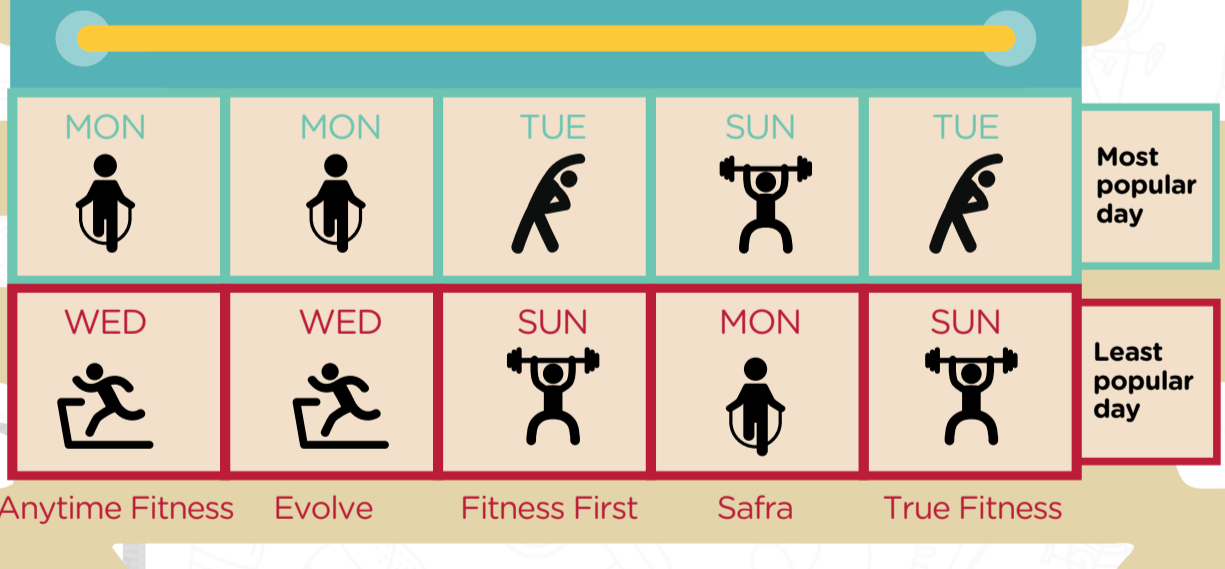 MON MON TUE SUN TUE
Most
popular
day
WED WED SUN MON SUN
Least
popular
day
Anytime Fitness Evolve Fitness First Safra True Fitness